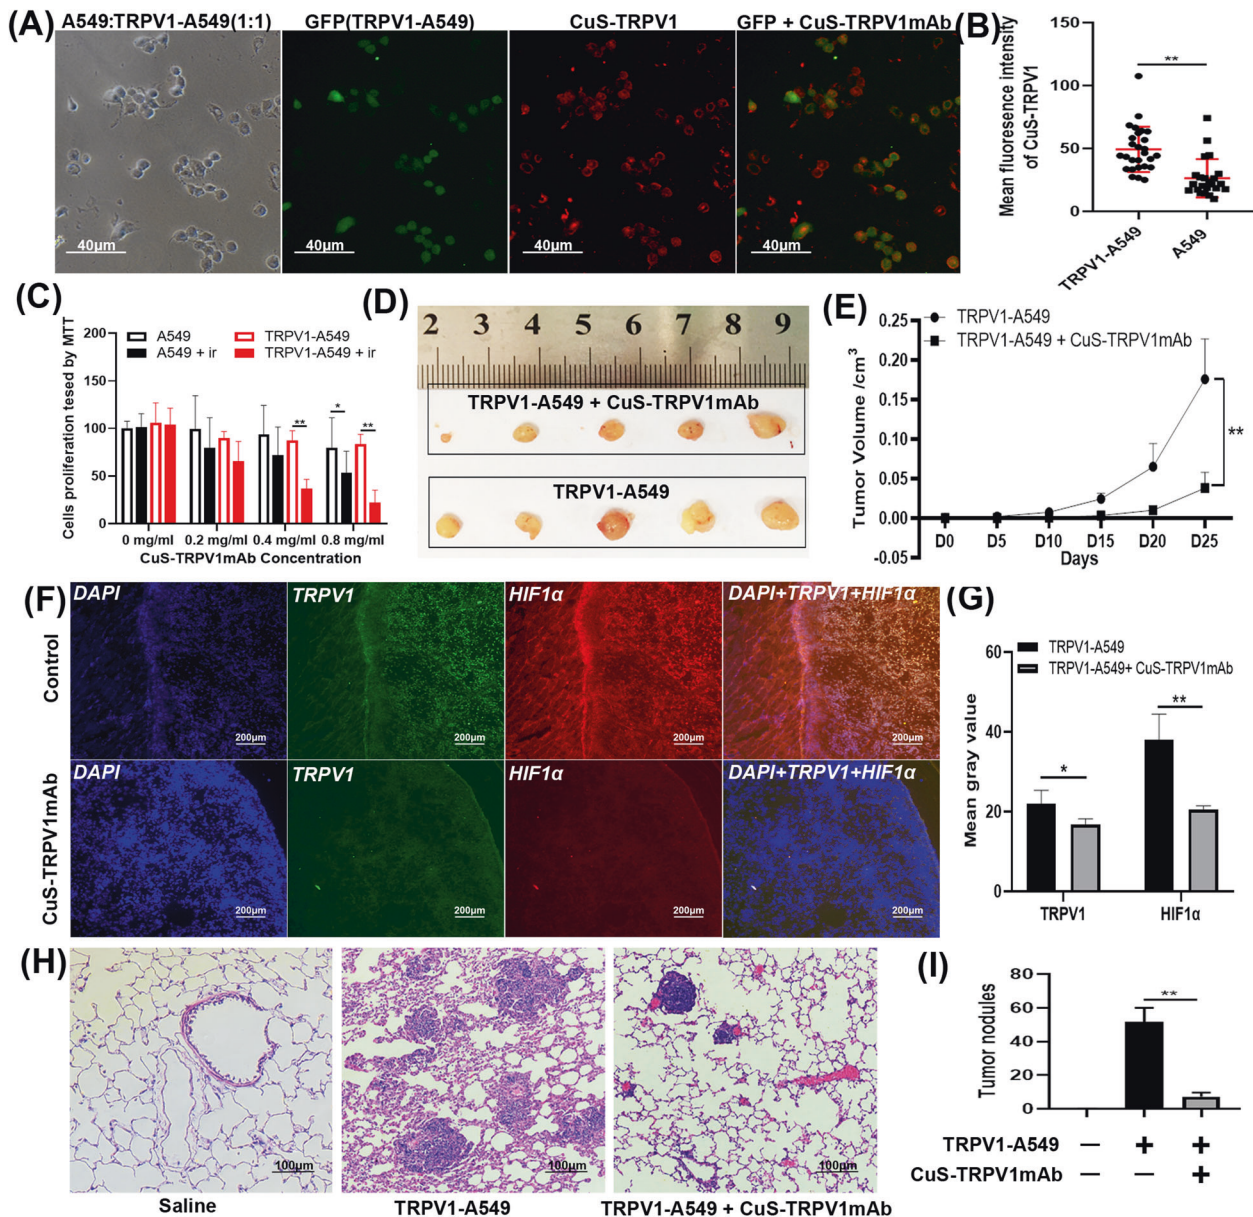 (A)
A549:TRPV1-A549(1:1)
GFP(TRPV1-A549)
CuS-TRPV1
GFP + CuS-TRPV1mAb
40μm
40μm
40μm
40μm
(B)
Mean fluoresence intensity
of CuS-TRPV1
150
100
50
0
**
TRPV1-A549
A549
(C)
Cells proliferation tesed by MTT
200
150
100
50
0
A549
TRPV1-A549
A549 + ir
TRPV1-A549 + ir
**
*
**
0 mg/ml
0.2 mg/ml
0.4 mg/ml
0.8 mg/ml
CuS-TRPV1mAb Concentration
(D)
2 3 4 5 6 7 8 9
TRPV1-A549 + CuS-TRPV1mAb
TRPV1-A549
(E)
Tumor Volume /cm³
0.25
0.20
0.15
0.10
0.05
0.00
-0.05
TRPV1-A549
TRPV1-A549 + CuS-TRPV1mAb
**
D0 D5 D10 D15 D20 D25
Days
(F)
Control
DAPI
TRPV1
HIF1α
DAPI+TRPV1+HIF1α
200μm
200μm
200μm
200μm
CuS-TRPV1mAb
DAPI
TRPV1
HIF1α
DAPI+TRPV1+HIF1α
200μm
200μm
200μm
200μm
(G)
Mean gray value
60
40
20
0
TRPV1-A549
TRPV1-A549+ CuS-TRPV1mAb
*
**
TRPV1
HIF1α
(H)
100μm
100μm
100μm
Saline
TRPV1-A549
TRPV1-A549 + CuS-TRPV1mAb
(I)
Tumor nodules
80
60
40
20
0
**
TRPV1-A549 — + +
CuS-TRPV1mAb — — +